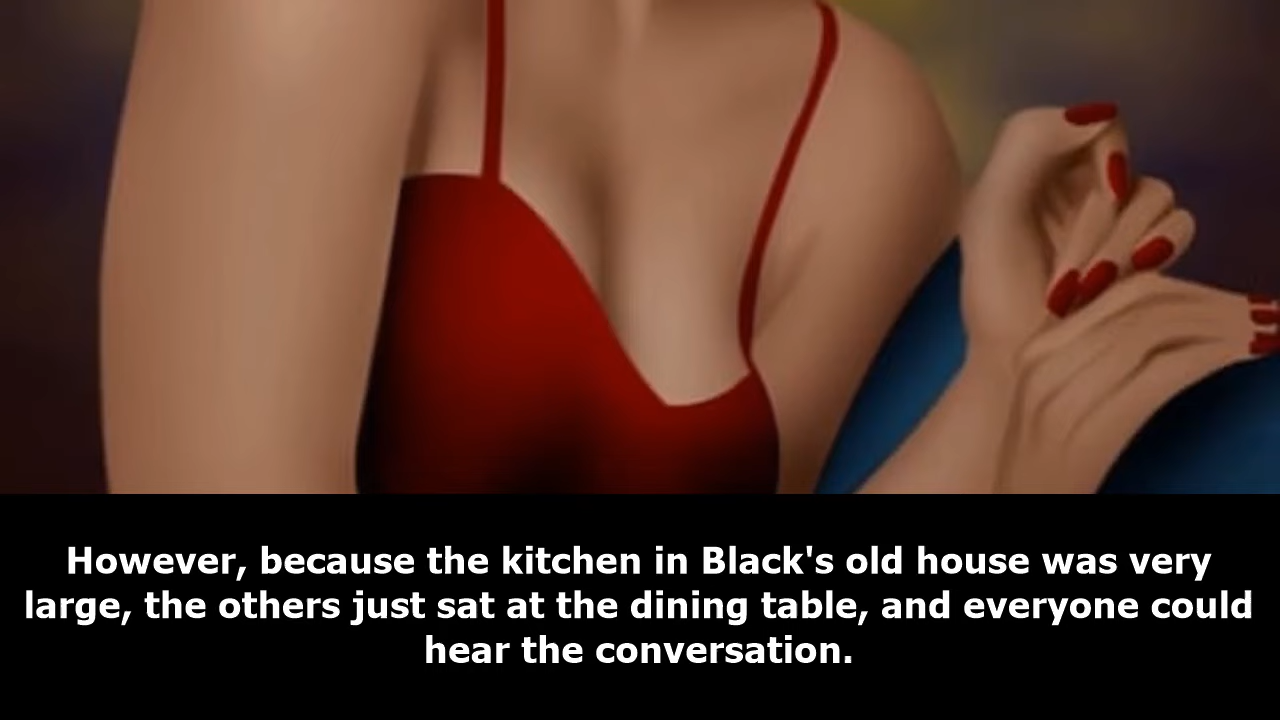 However, because the kitchen in Black's old house was very
large, the others just sat at the dining table, and everyone could
hear the conversation.